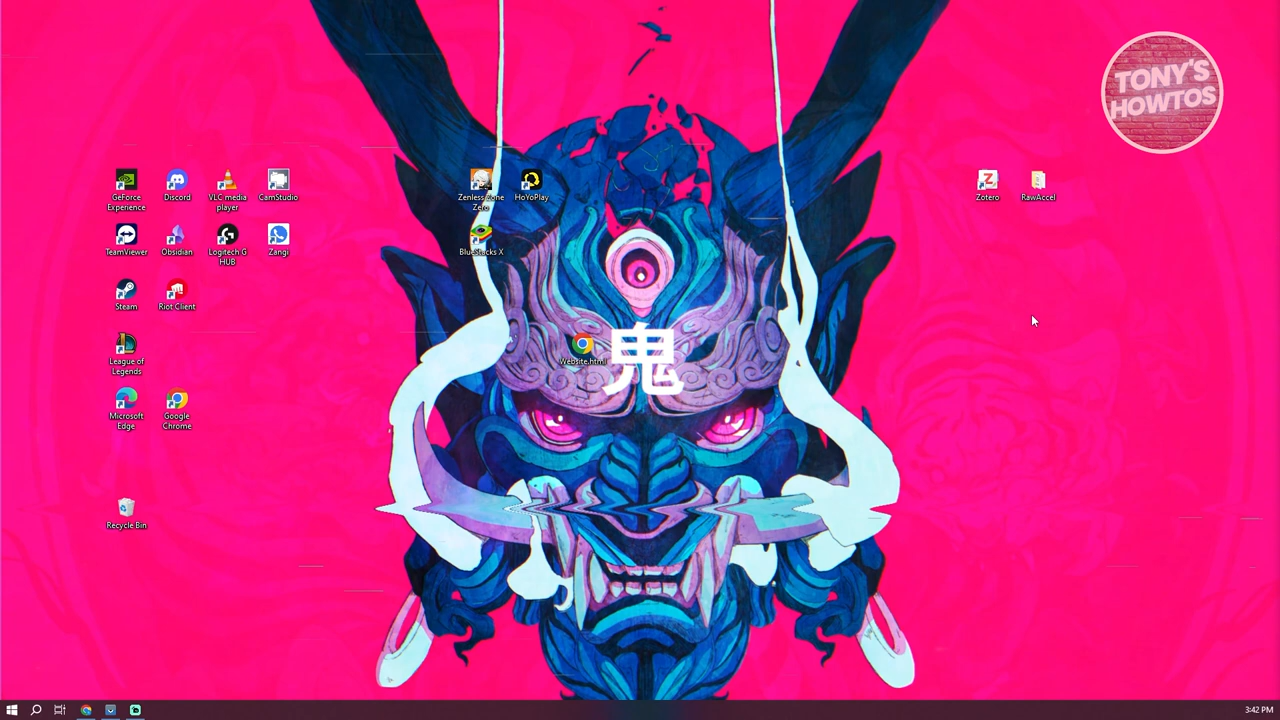 TONY'S
HOWTOS
GeForce
Experience
Discord
VLC media
player
CamStudio
Zenless Zone
Zero
HoYoPlay
Zotero
RawAccel
TeamViewer
Obsidian
Logitech G
HUB
Zangi
BlueStacks X
Steam
Riot Client
League of
Legends
Website.html
鬼
Microsoft
Edge
Google
Chrome
Recycle Bin
3:42 PM